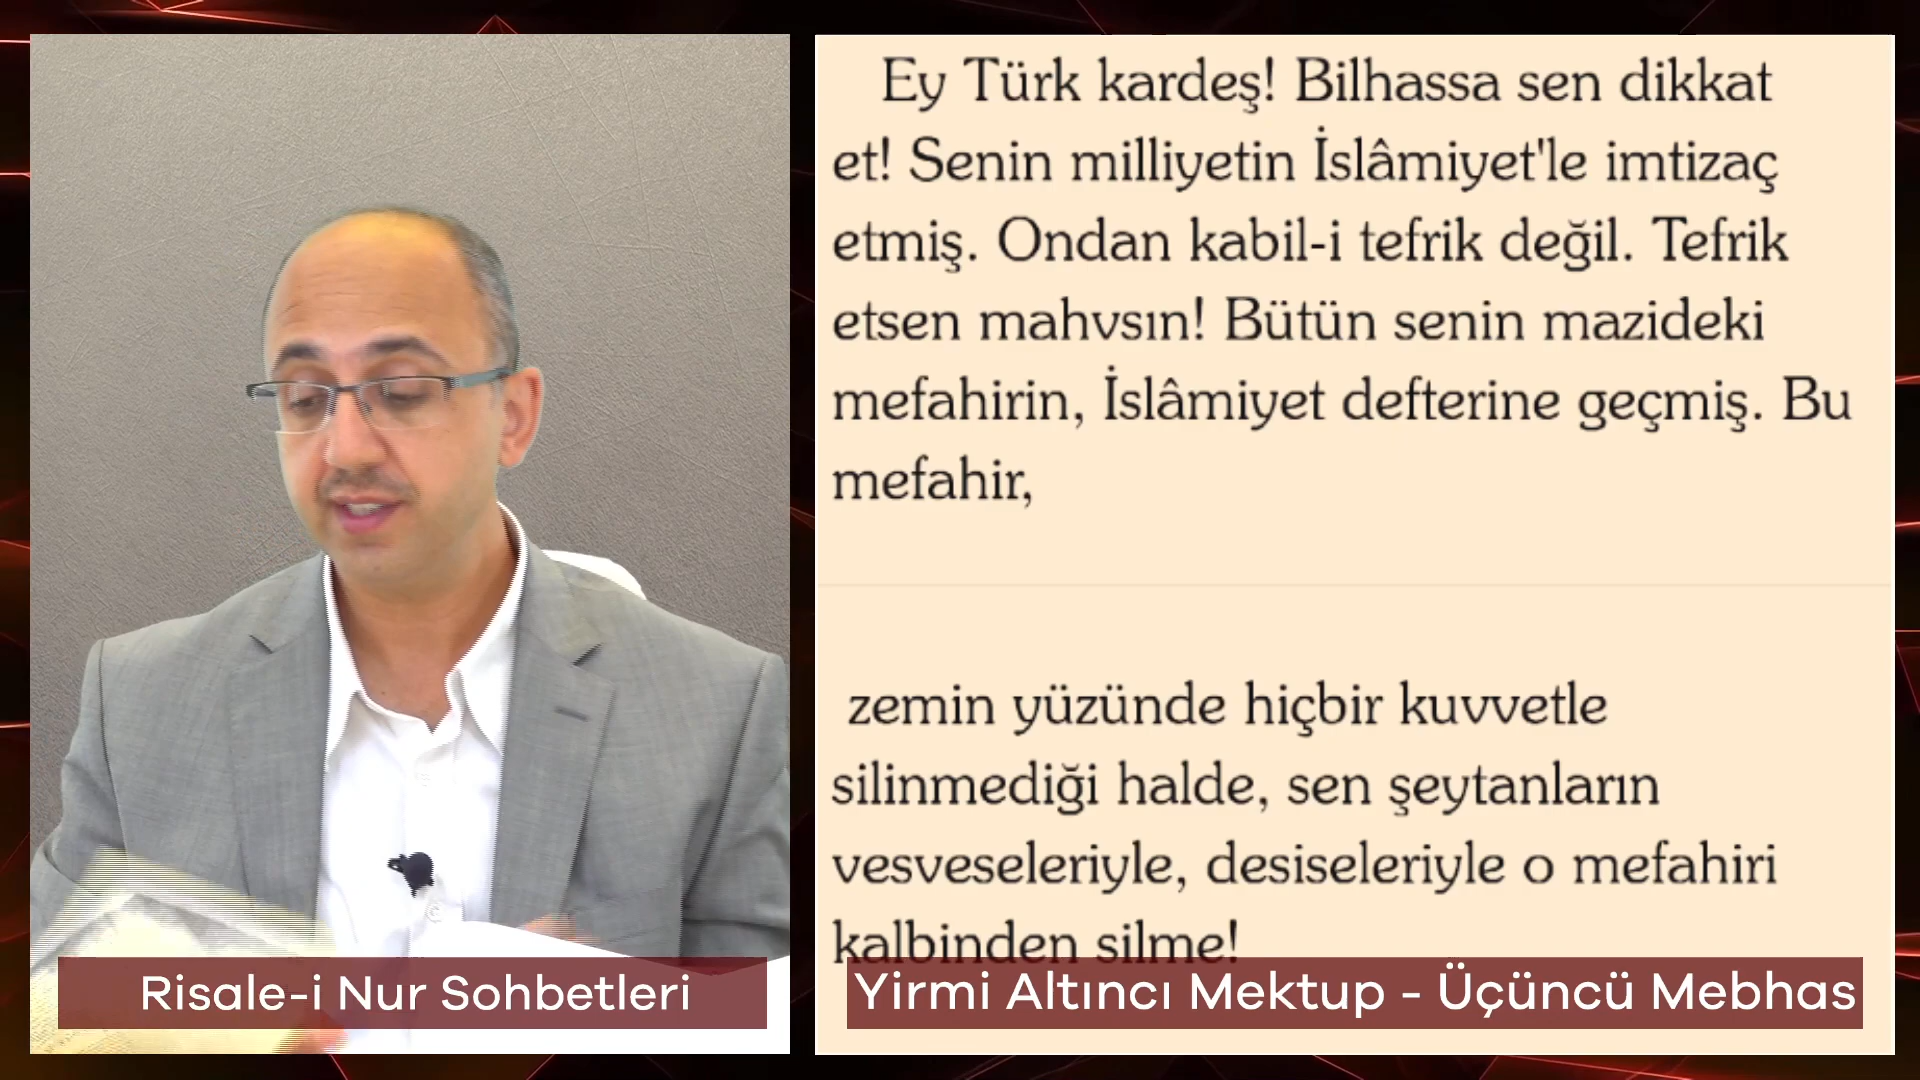 Ey Türk kardeş! Bilhassa sen dikkat
et! Senin milliyetin İslâmiyet'le imtizaç
etmiş. Ondan kabil-i tefrik değil. Tefrik
etsen mahvsın! Bütün senin mazideki
mefahirin, İslâmiyet defterine geçmiş. Bu
mefahir,
zemin yüzünde hiçbir kuvvetle
silinmediği halde, sen şeytanların
vesveseleriyle, desiseleriyle o mefahiri
kalbinden silme!
Risale-i Nur Sohbetleri
Yirmi Altıncı Mektup - Üçüncü Mebhas